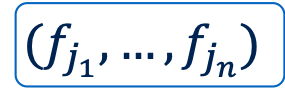 (f_{j_1}, ..., f_{j_n})